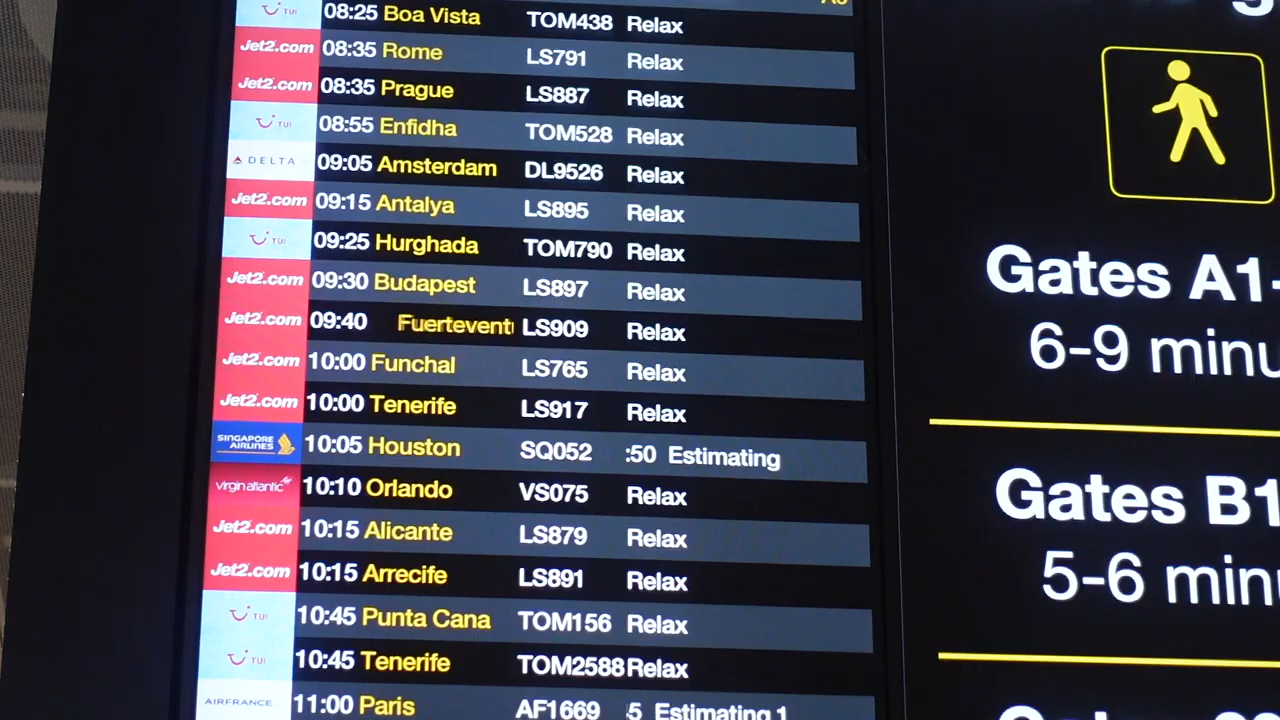 TUI 08:25 Boa Vista TOM438 Relax
Jet2.com 08:35 Rome LS791 Relax
Jet2.com 08:35 Prague LS887 Relax
TUI 08:55 Enfidha TOM528 Relax
DELTA 09:05 Amsterdam DL9526 Relax
Jet2.com 09:15 Antalya LS895 Relax
TUI 09:25 Hurghada TOM790 Relax
Jet2.com 09:30 Budapest LS897 Relax
Jet2.com 09:40 Fuertevent LS909 Relax
Jet2.com 10:00 Funchal LS765 Relax
Jet2.com 10:00 Tenerife LS917 Relax
SINGAPORE AIRLINES 10:05 Houston SQ052 :50 Estimating
virgin atlantic 10:10 Orlando VS075 Relax
Jet2.com 10:15 Alicante LS879 Relax
Jet2.com 10:15 Arrecife LS891 Relax
TUI 10:45 Punta Cana TOM156 Relax
TUI 10:45 Tenerife TOM2588 Relax
AIRFRANCE 11:00 Paris AF1669 5 Estimating 1
Gates A1-
6-9 minu
Gates B1
5-6 minu